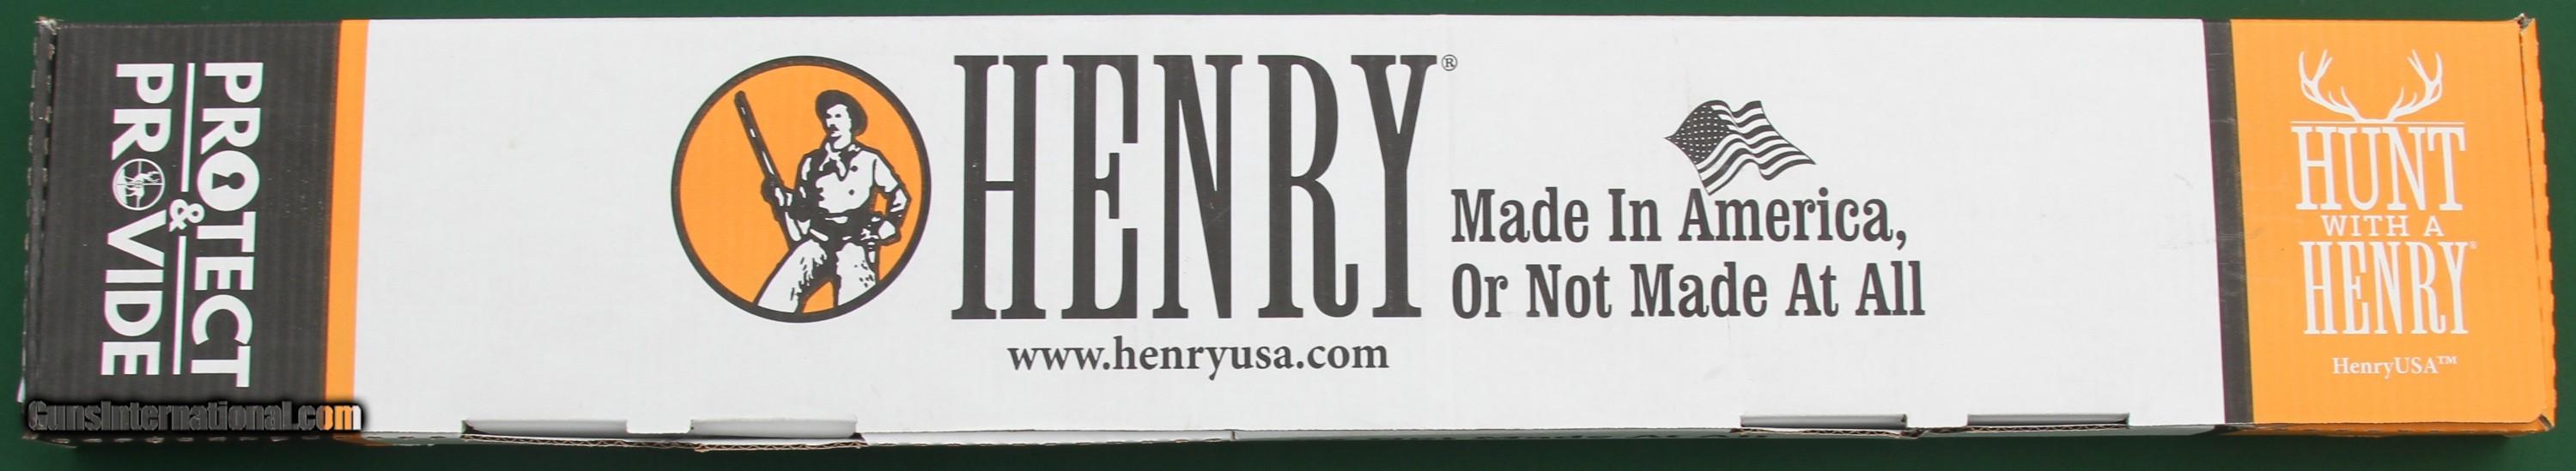 PROTECT
&
PROVIDE
HENRY®
Made In America,
Or Not Made At All
www.henryusa.com
HUNT
WITH A
HENRY®
HenryUSA™
GunsInternational.com